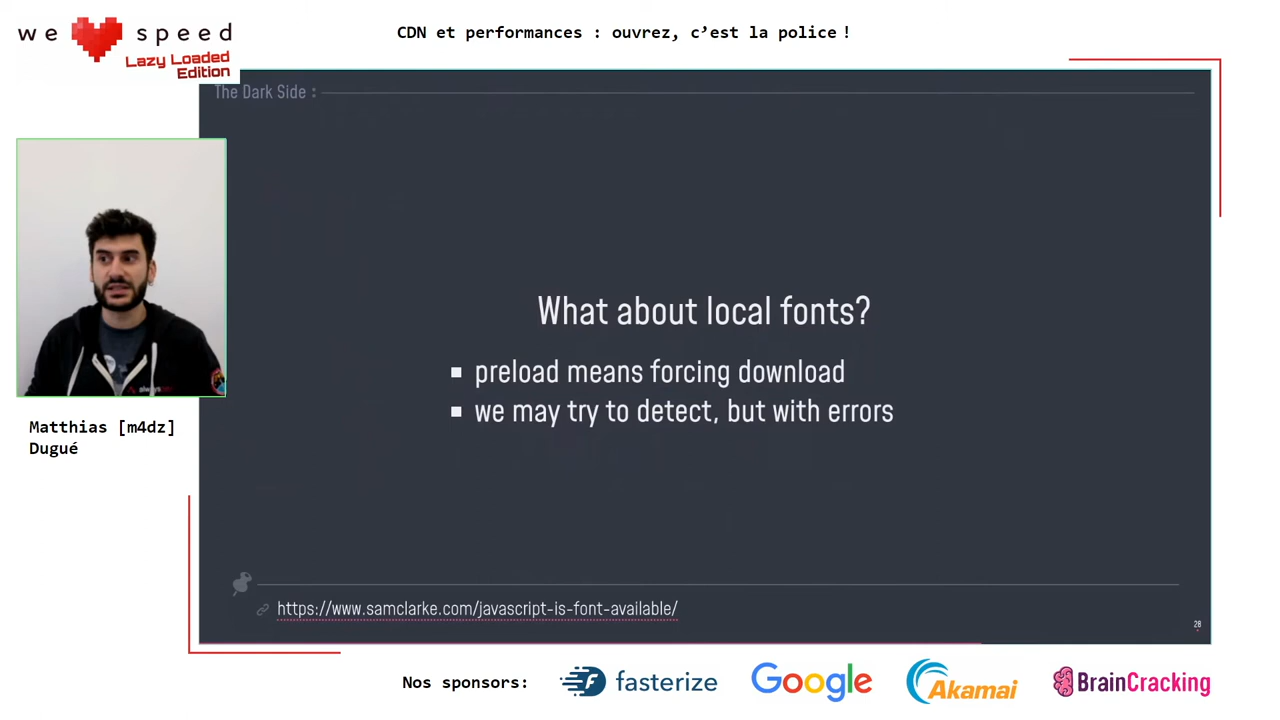 we speed
Lazy Loaded
Edition
CDN et performances : ouvrez, c’est la police !
The Dark Side :
What about local fonts?
▪ preload means forcing download
▪ we may try to detect, but with errors
Matthias [m4dz]
Dugué
https://www.samclarke.com/javascript-is-font-available/
28
Nos sponsors:
fasterize
Google
Akamai
BrainCracking